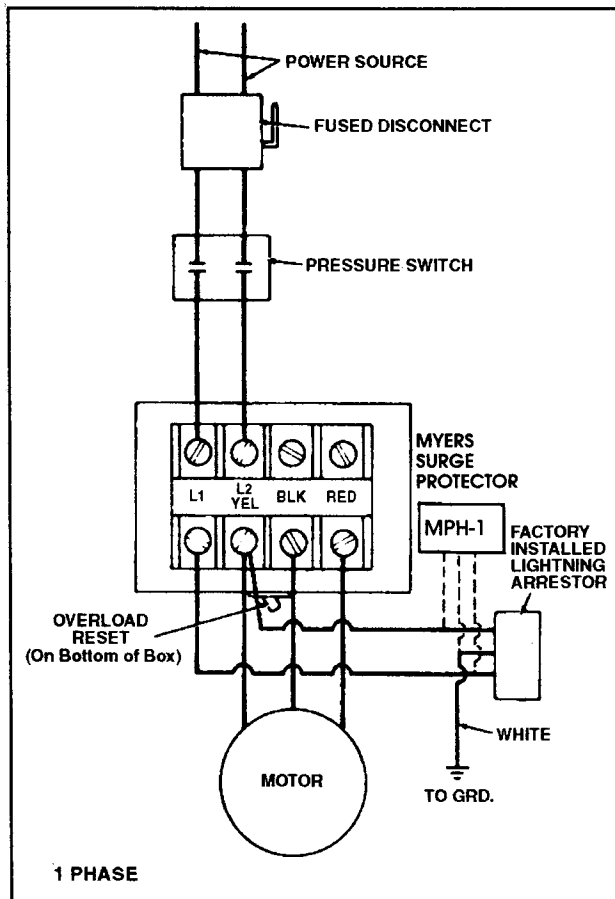 POWER SOURCE
FUSED DISCONNECT
PRESSURE SWITCH
L1
L2
YEL
BLK
RED
MYERS
SURGE
PROTECTOR
MPH-1
FACTORY
INSTALLED
LIGHTNING
ARRESTOR
OVERLOAD
RESET
(On Bottom of Box)
WHITE
MOTOR
TO GRD.
1 PHASE